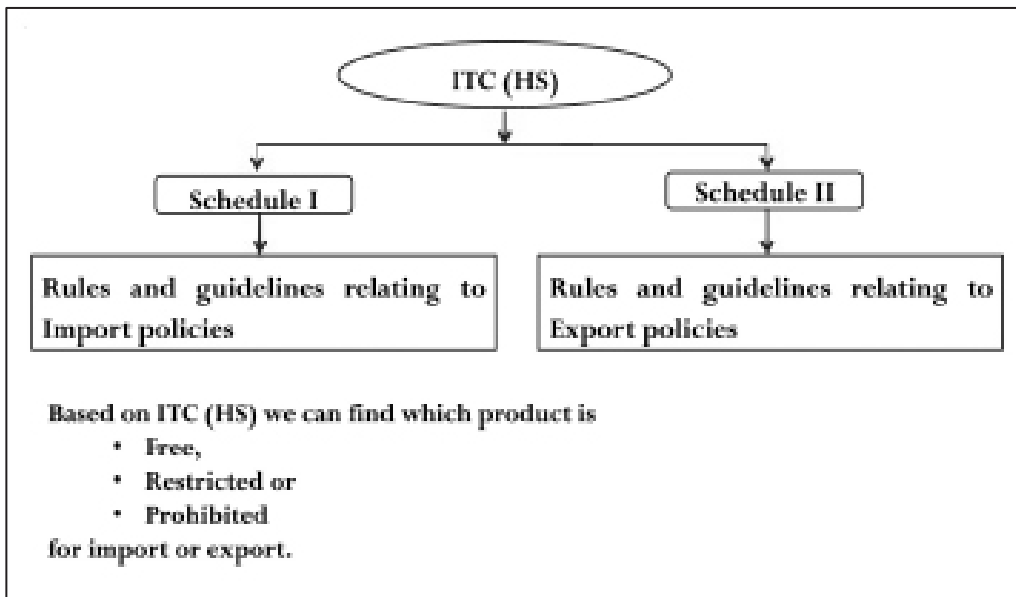 ITC (HS)
Schedule I
Schedule II
Rules and guidelines relating to
Import policies
Rules and guidelines relating to
Export policies
Based on ITC (HS) we can find which product is
• Free,
• Restricted or
• Prohibited
for import or export.